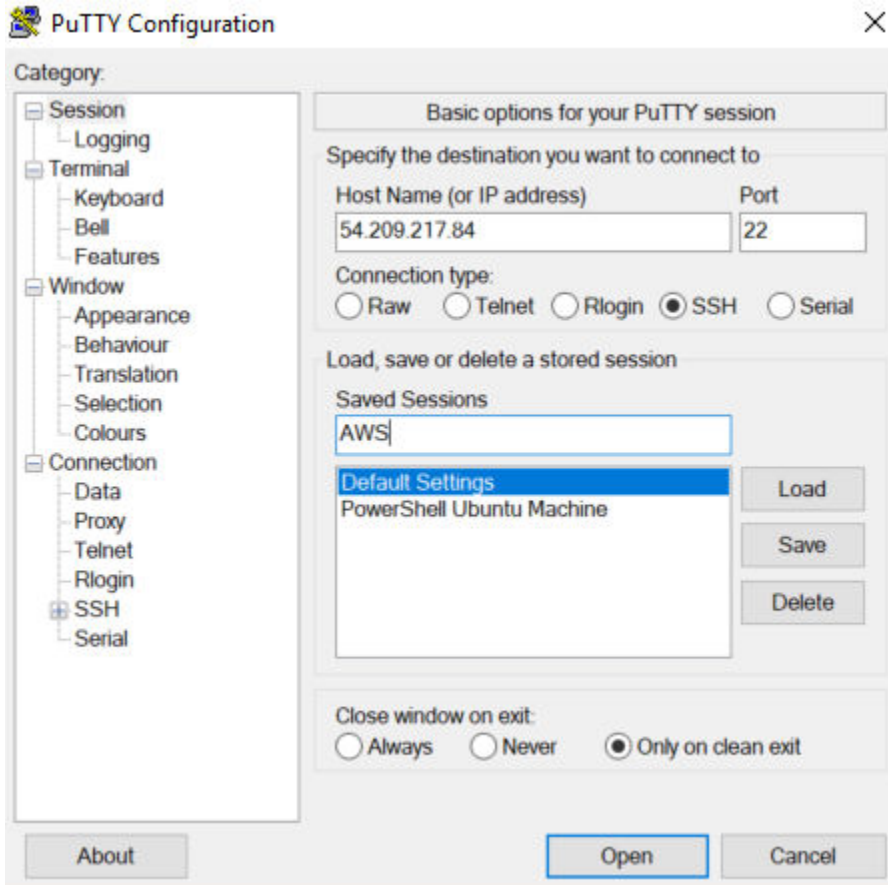 PuTTY Configuration
Category:
Session
Logging
Terminal
Keyboard
Bell
Features
Window
Appearance
Behaviour
Translation
Selection
Colours
Connection
Data
Proxy
Telnet
Rlogin
SSH
Serial
Basic options for your PuTTY session
Specify the destination you want to connect to
Host Name (or IP address) Port
54.209.217.84 22
Connection type:
Raw Telnet Rlogin SSH Serial
Load, save or delete a stored session
Saved Sessions
AWS
Default Settings
PowerShell Ubuntu Machine
Load
Save
Delete
Close window on exit:
Always Never Only on clean exit
About Open Cancel